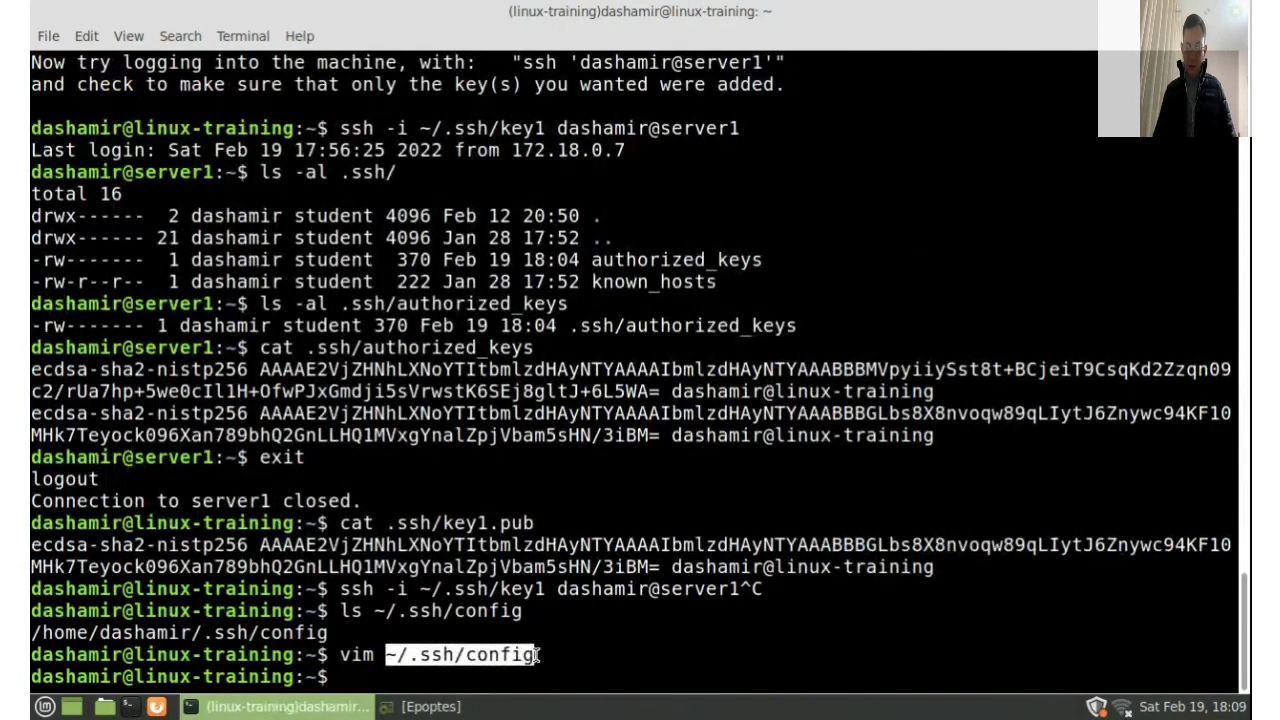 (linux-training)dashamir@linux-training: ~
File Edit View Search Terminal Help
Now try logging into the machine, with:   "ssh 'dashamir@server1'"
and check to make sure that only the key(s) you wanted were added.
dashamir@linux-training:~$ ssh -i ~/.ssh/key1 dashamir@server1
Last login: Sat Feb 19 17:56:25 2022 from 172.18.0.7
dashamir@server1:~$ ls -al .ssh/
total 16
drwx------  2 dashamir student 4096 Feb 12 20:50 .
drwx------ 21 dashamir student 4096 Jan 28 17:52 ..
-rw-------  1 dashamir student  370 Feb 19 18:04 authorized_keys
-rw-r--r--  1 dashamir student  222 Jan 28 17:52 known_hosts
dashamir@server1:~$ ls -al .ssh/authorized_keys
-rw------- 1 dashamir student 370 Feb 19 18:04 .ssh/authorized_keys
dashamir@server1:~$ cat .ssh/authorized_keys
ecdsa-sha2-nistp256 AAAAE2VjZHNhLXNoYTItbmlzdHAyNTYAAAAIbmlzdHAyNTYAAABBBMVpyiiySst8t+BCjeiT9CsqKd2Zzqn09
c2/rUa7hp+5we0cIl1H+OfwPJxGmdji5sVrwstK6SEj8gltJ+6L5WA= dashamir@linux-training
ecdsa-sha2-nistp256 AAAAE2VjZHNhLXNoYTItbmlzdHAyNTYAAAAIbmlzdHAyNTYAAABBBGLbs8X8nvoqw89qLIytJ6Znywc94KF10
MHk7Teyock096Xan789bhQ2GnLLHQ1MVxgYnalZpjVbam5sHN/3iBM= dashamir@linux-training
dashamir@server1:~$ exit
logout
Connection to server1 closed.
dashamir@linux-training:~$ cat .ssh/key1.pub
ecdsa-sha2-nistp256 AAAAE2VjZHNhLXNoYTItbmlzdHAyNTYAAAAIbmlzdHAyNTYAAABBBGLbs8X8nvoqw89qLIytJ6Znywc94KF10
MHk7Teyock096Xan789bhQ2GnLLHQ1MVxgYnalZpjVbam5sHN/3iBM= dashamir@linux-training
dashamir@linux-training:~$ ssh -i ~/.ssh/key1 dashamir@server1^C
dashamir@linux-training:~$ ls ~/.ssh/config
/home/dashamir/.ssh/config
dashamir@linux-training:~$ vim ~/.ssh/config
dashamir@linux-training:~$
(linux-training)dashamir@linux-training... [Epoptes] Sat Feb 19, 18:09